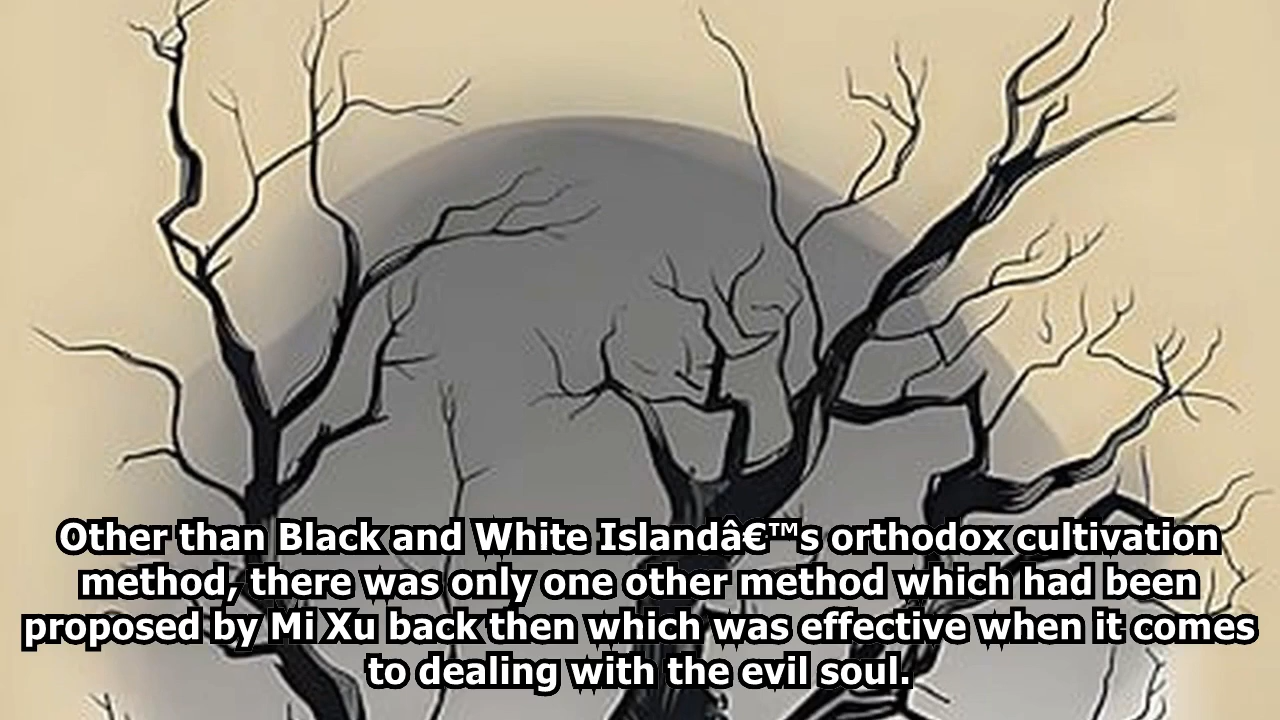 Other than Black and White Islandâ€™s orthodox cultivation
method, there was only one other method which had been
proposed by Mi Xu back then which was effective when it comes
to dealing with the evil soul.